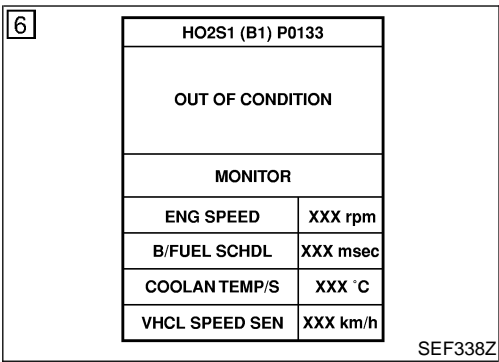 6
HO2S1 (B1) P0133
OUT OF CONDITION
MONITOR
ENG SPEED XXX rpm
B/FUEL SCHDL XXX msec
COOLAN TEMP/S XXX °C
VHCL SPEED SEN XXX km/h
SEF338Z